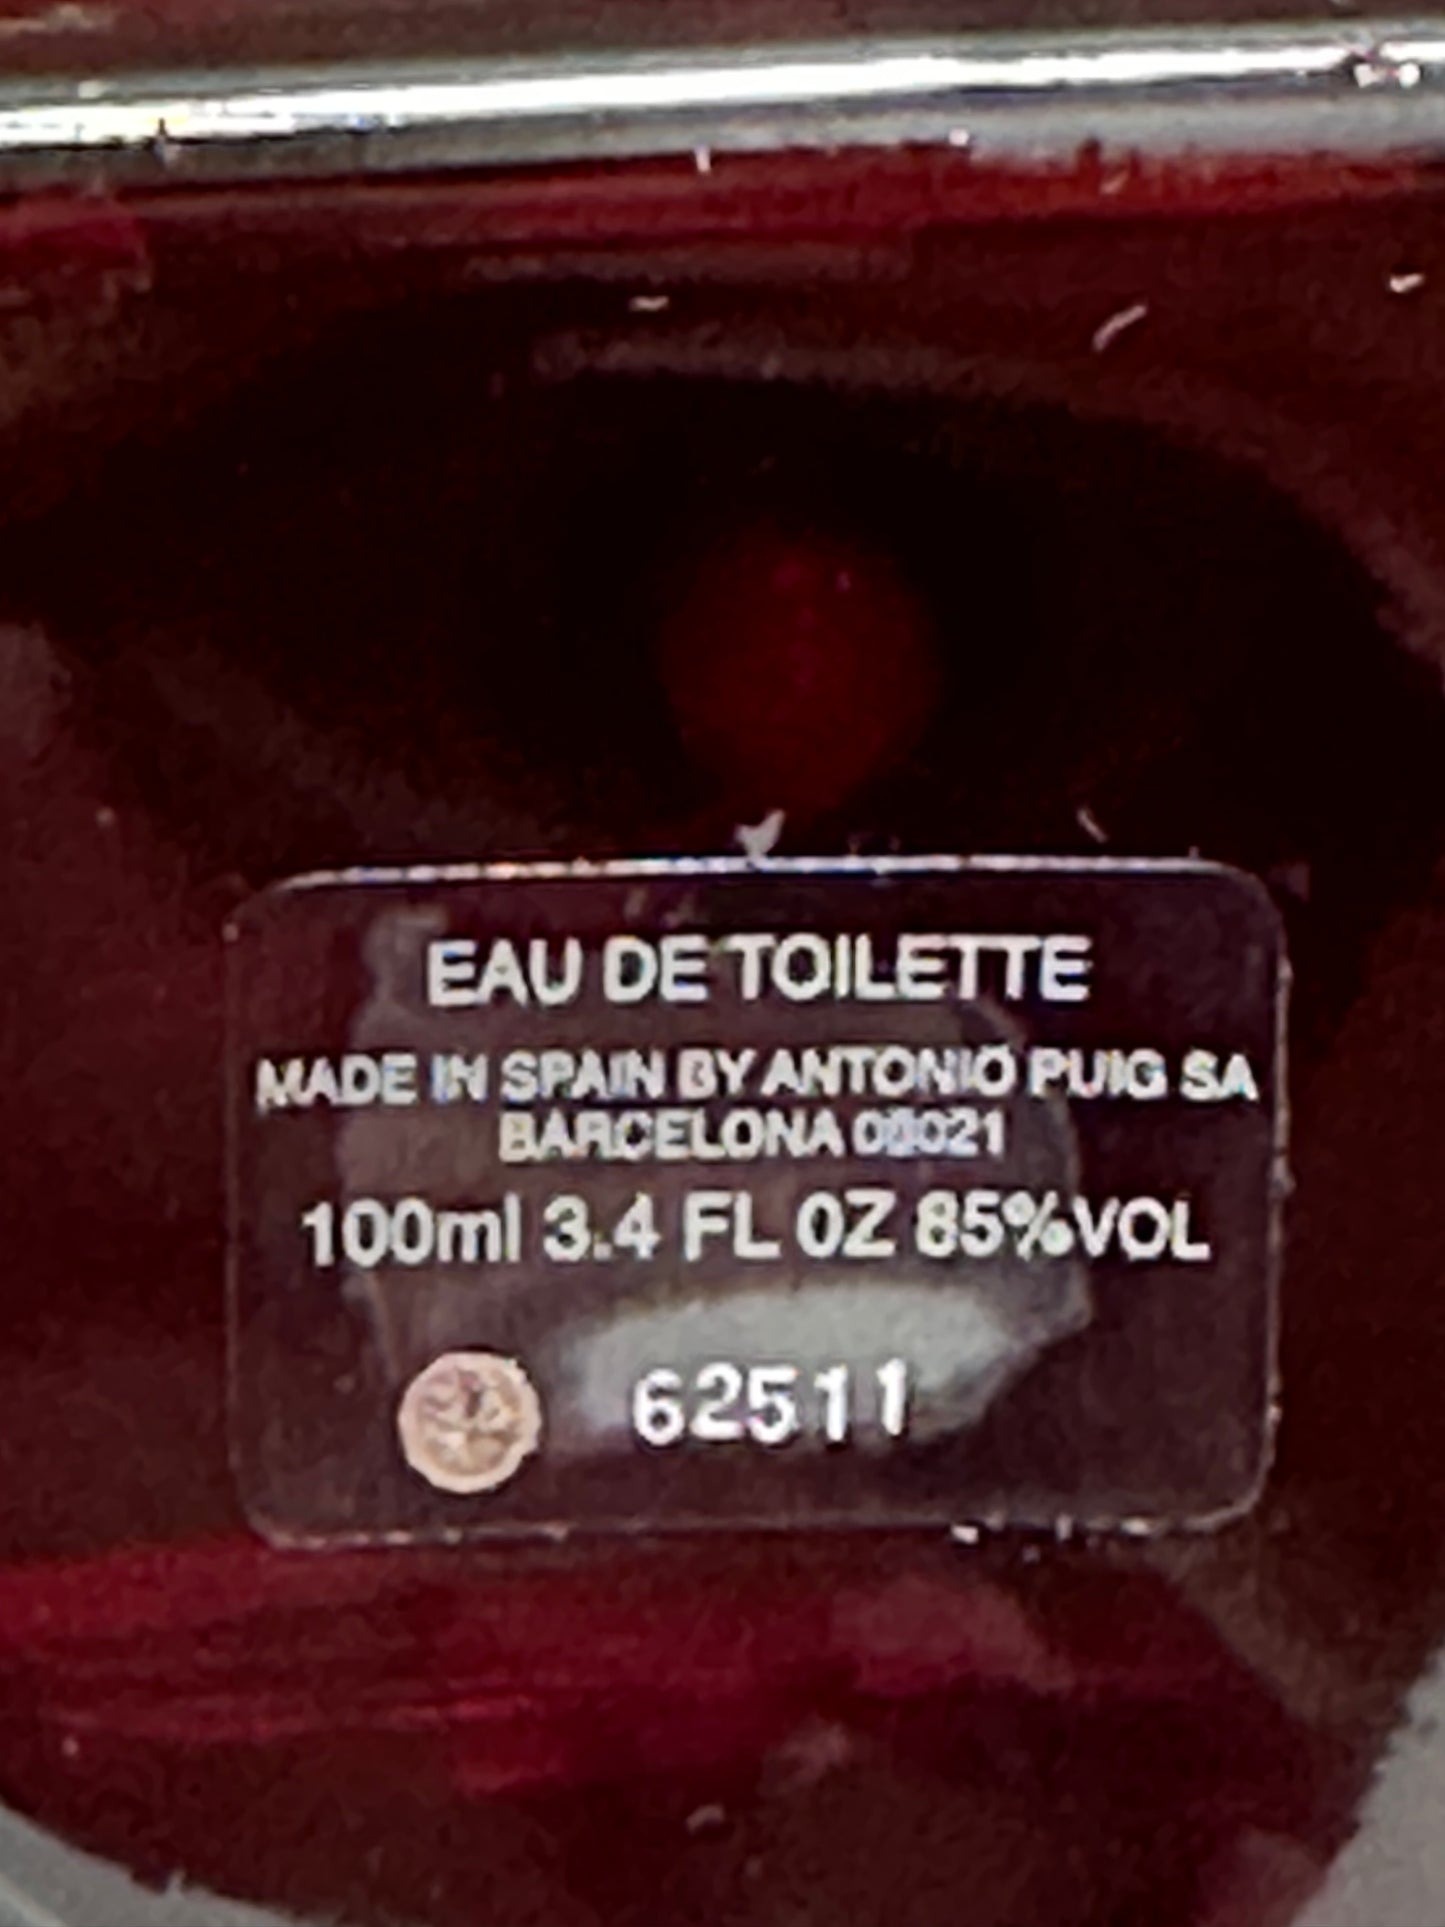 EAU DE TOILETTE
MADE IN SPAIN BY ANTONIO PUIG SA
BARCELONA 08021
100ml 3.4 FL OZ 85%VOL
62511